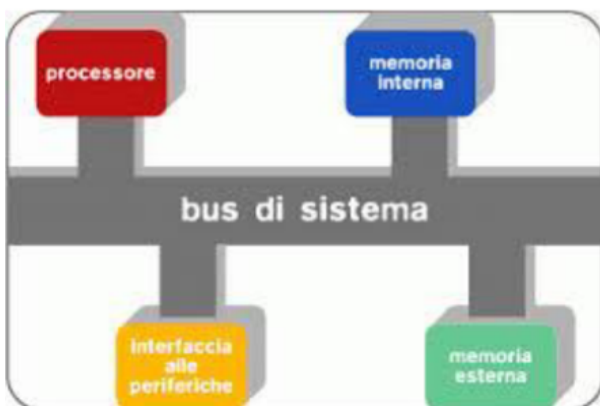 processore
memoria
interna
bus di sistema
interfaccia
alle
periferiche
memoria
esterna